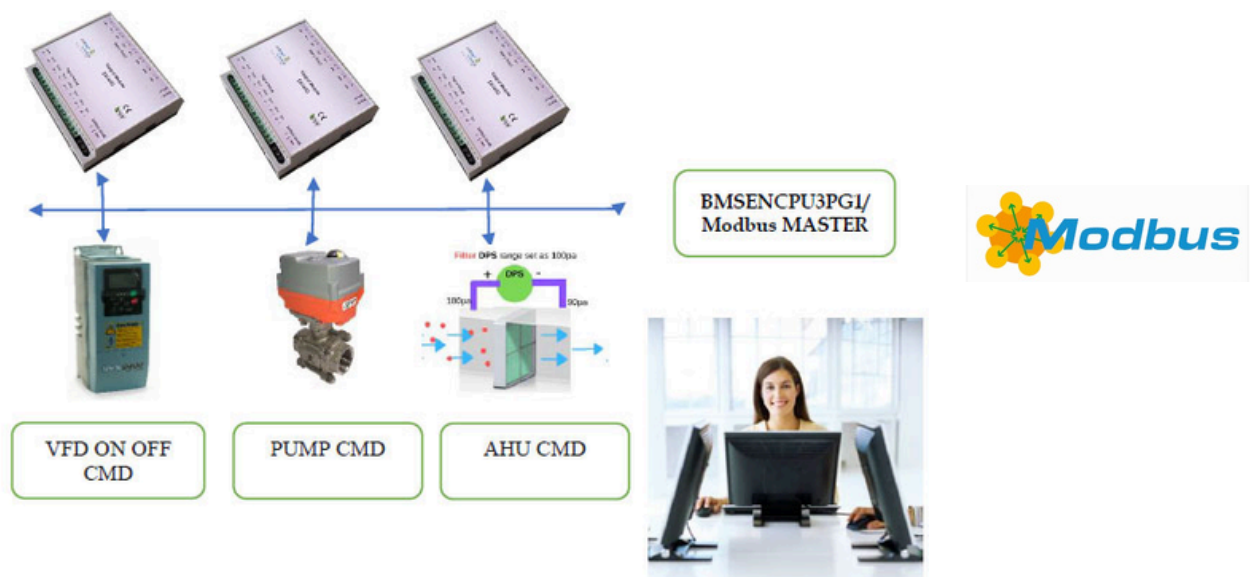 BMSENCPU3PG1/
Modbus MASTER
Modbus
Filter DPS range set as 100pa
+ DPS -
100pa
90pa
VFD ON OFF
CMD
PUMP CMD
AHU CMD